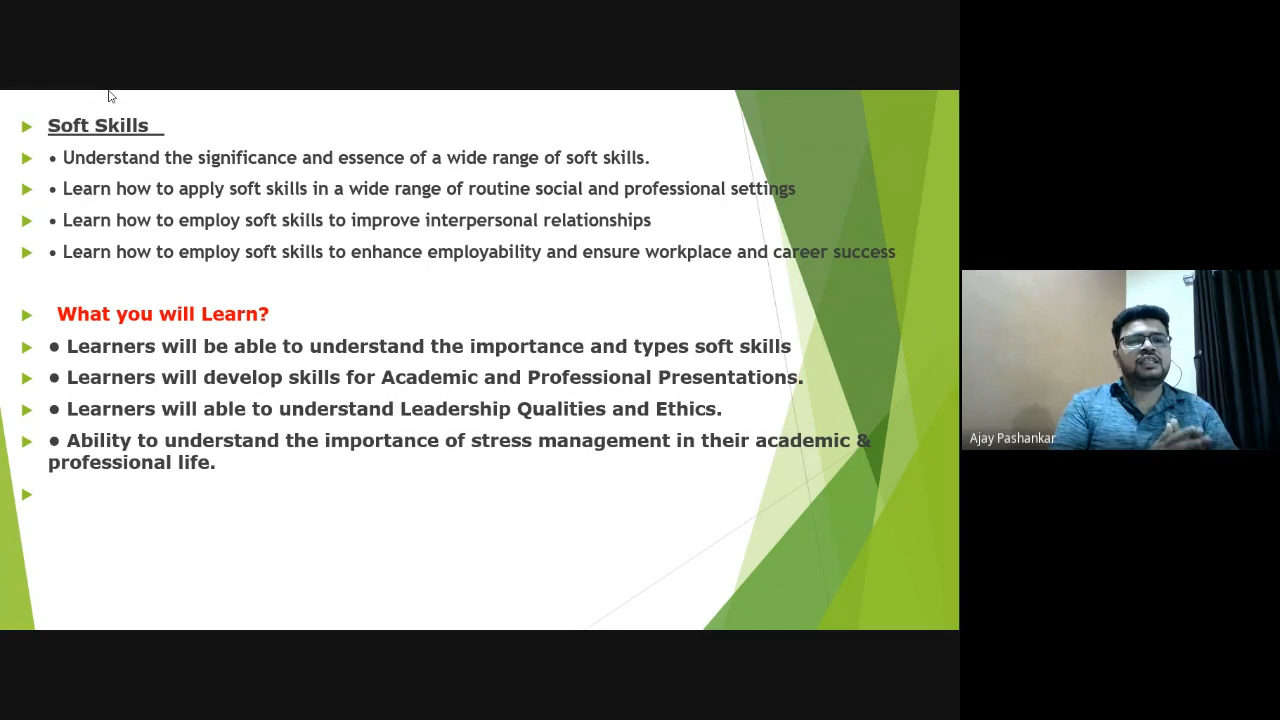 Soft Skills
• Understand the significance and essence of a wide range of soft skills.
• Learn how to apply soft skills in a wide range of routine social and professional settings
• Learn how to employ soft skills to improve interpersonal relationships
• Learn how to employ soft skills to enhance employability and ensure workplace and career success
What you will Learn?
● Learners will be able to understand the importance and types soft skills
● Learners will develop skills for Academic and Professional Presentations.
● Learners will able to understand Leadership Qualities and Ethics.
● Ability to understand the importance of stress management in their academic &
professional life.
Ajay Pashankar